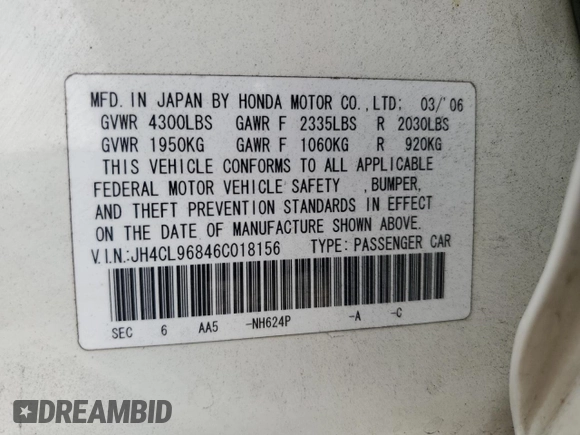 MFD. IN JAPAN BY HONDA MOTOR CO., LTD; 03/'06
GVWR 4300LBS GAWR F 2335LBS R 2030LBS
GVWR 1950KG GAWR F 1060KG R 920KG
THIS VEHICLE CONFORMS TO ALL APPLICABLE
FEDERAL MOTOR VEHICLE SAFETY , BUMPER,
AND THEFT PREVENTION STANDARDS IN EFFECT
ON THE DATE OF MANUFACTURE SHOWN ABOVE.
V.I.N.:JH4CL96846C018156 TYPE: PASSENGER CAR
SEC 6 AA5 -NH624P -A -C
DREAMBID